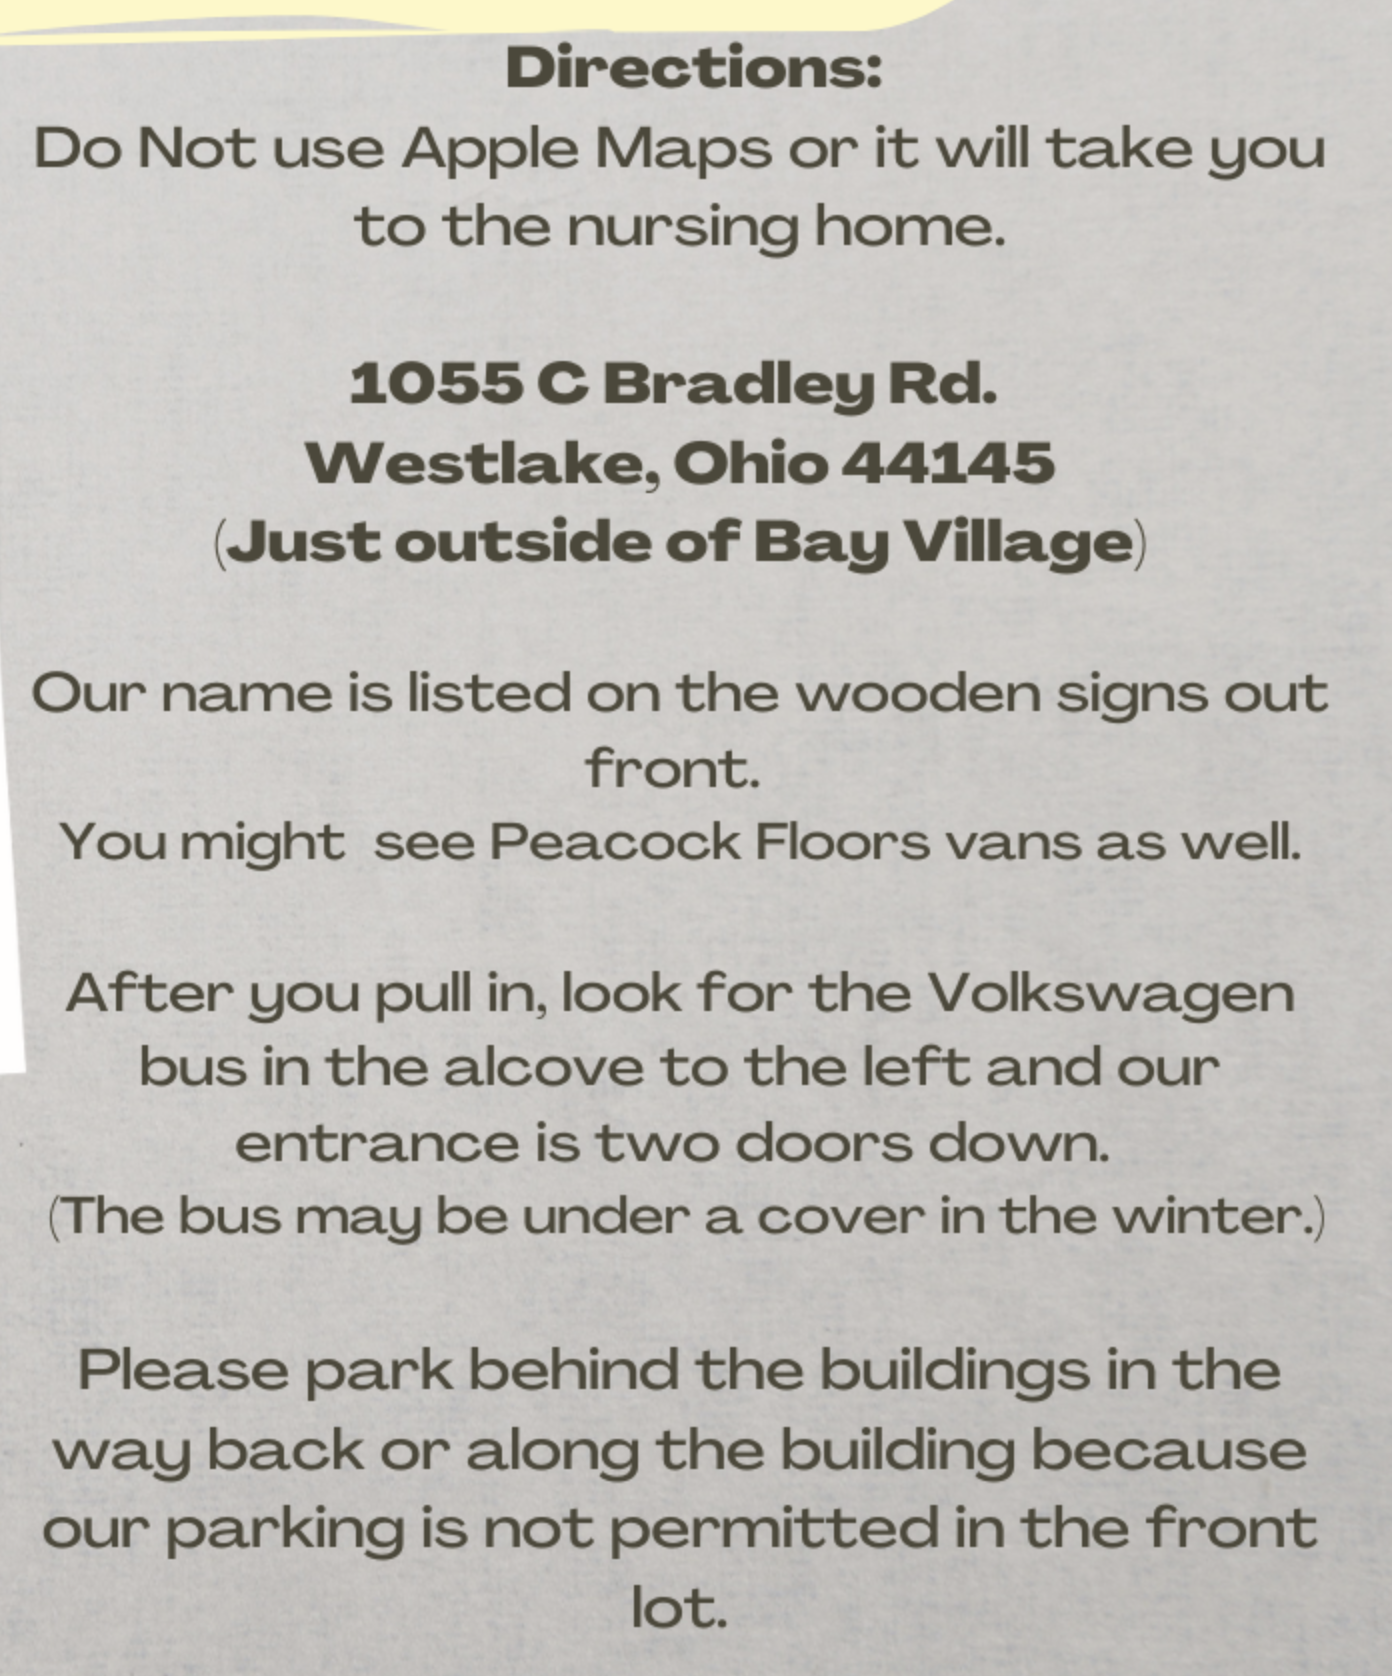 Directions:
Do Not use Apple Maps or it will take you
to the nursing home.
1055 C Bradley Rd.
Westlake, Ohio 44145
(Just outside of Bay Village)
Our name is listed on the wooden signs out
front.
You might  see Peacock Floors vans as well.
After you pull in, look for the Volkswagen
bus in the alcove to the left and our
entrance is two doors down.
(The bus may be under a cover in the winter.)
Please park behind the buildings in the
way back or along the building because
our parking is not permitted in the front
lot.